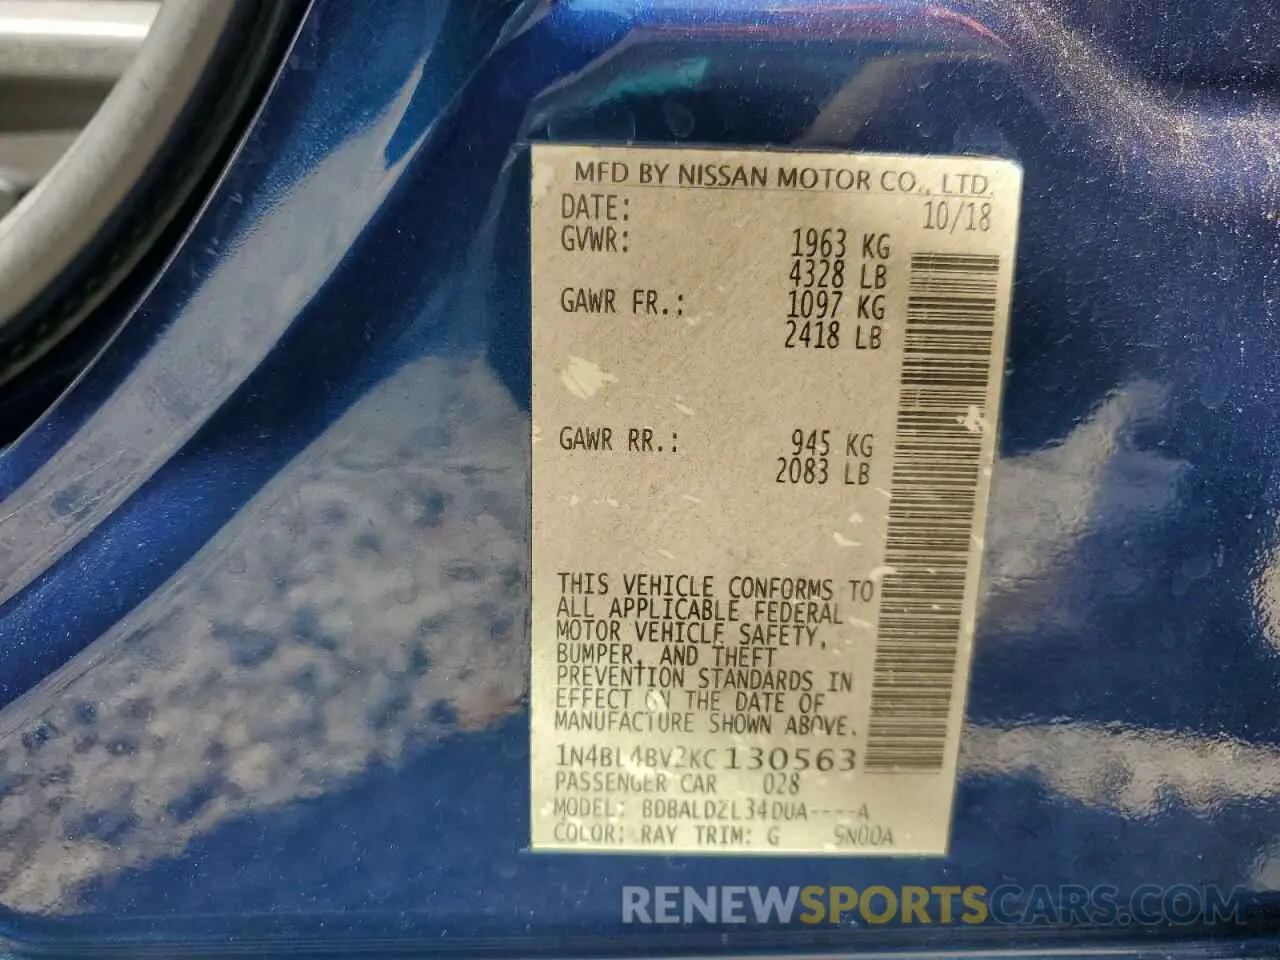 MFD BY NISSAN MOTOR CO., LTD.
DATE: 10/18
GVWR: 1963 KG
4328 LB
GAWR FR.: 1097 KG
2418 LB
GAWR RR.: 945 KG
2083 LB
THIS VEHICLE CONFORMS TO
ALL APPLICABLE FEDERAL
MOTOR VEHICLE SAFETY,
BUMPER, AND THEFT
PREVENTION STANDARDS IN
EFFECT ON THE DATE OF
MANUFACTURE SHOWN ABOVE.
1N4BL4BV2KC130563
PASSENGER CAR 028
MODEL: BDBALDZL34DUA----A
COLOR: RAY TRIM: G SN00A
RENEWSPORTSCARS.COM